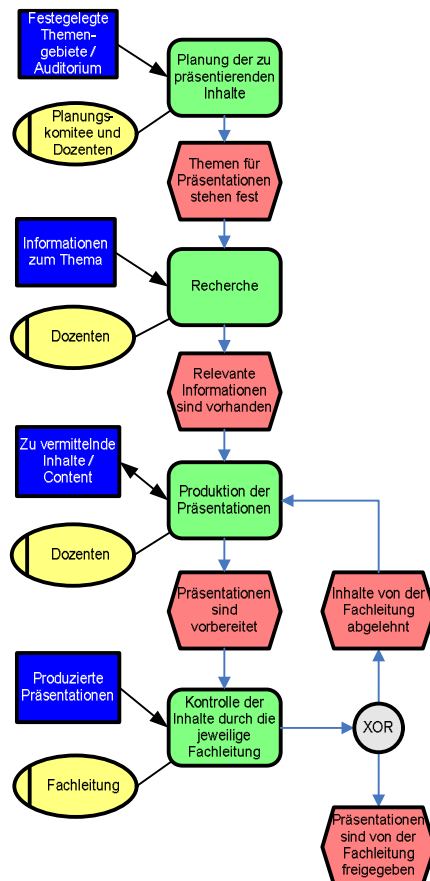 Festegelegte
Themen-
gebiete /
Auditorium
Planung der zu
präsentierenden
Inhalte
Planungs-
komitee und
Dozenten
Themen für
Präsentationen
stehen fest
Informationen
zum Thema
Recherche
Dozenten
Relevante
Informationen
sind vorhanden
Zu vermittelnde
Inhalte /
Content
Produktion der
Präsentationen
Dozenten
Präsentationen
sind
vorbereitet
Inhalte von der
Fachleitung
abgelehnt
Produzierte
Präsentationen
Kontrolle der
Inhalte durch die
jeweilige
Fachleitung
XOR
Fachleitung
Präsentationen
sind von der
Fachleitung
freigegeben